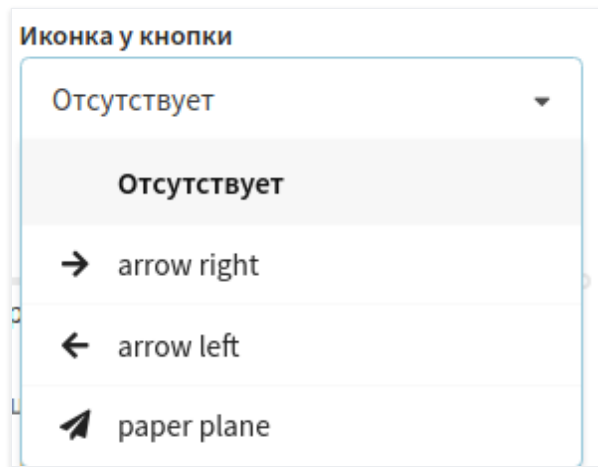 Иконка у кнопки
Отсутствует
Отсутствует
arrow right
arrow left
paper plane